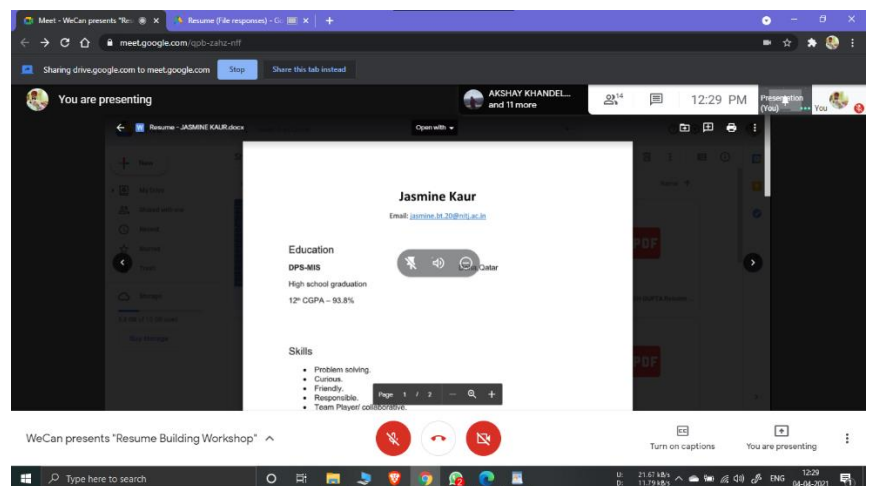 Meet - WeCan presents "Re
Resume (File responses) - G
meet.google.com/qpb-zahz-nff
Sharing drive.google.com to meet.google.com
Stop
Share this tab instead
You are presenting
AKSHAY KHANDEL...
and 11 more
14
12:29 PM
Presentation
(You)
You
Resume - JASMINE KAUR.docx
Open with
New
My Drive
Shared with me
Recent
Starred
Trash
Storage
Buy storage
Name
PDF
PDF
Jasmine Kaur
Email: jasmine.bt.20@nitj.ac.in
Education
DPS-MIS
Qatar
High school graduation
12th CGPA – 93.8%
Skills
• Problem solving.
• Curious.
• Friendly.
• Responsible.
• Team Player/ collaborative.
Page 1 / 2
WeCan presents "Resume Building Workshop"
Turn on captions
You are presenting
Type here to search
U: 21.67 kB/s
D: 11.79 kB/s
ENG
12:29
04-04-2021